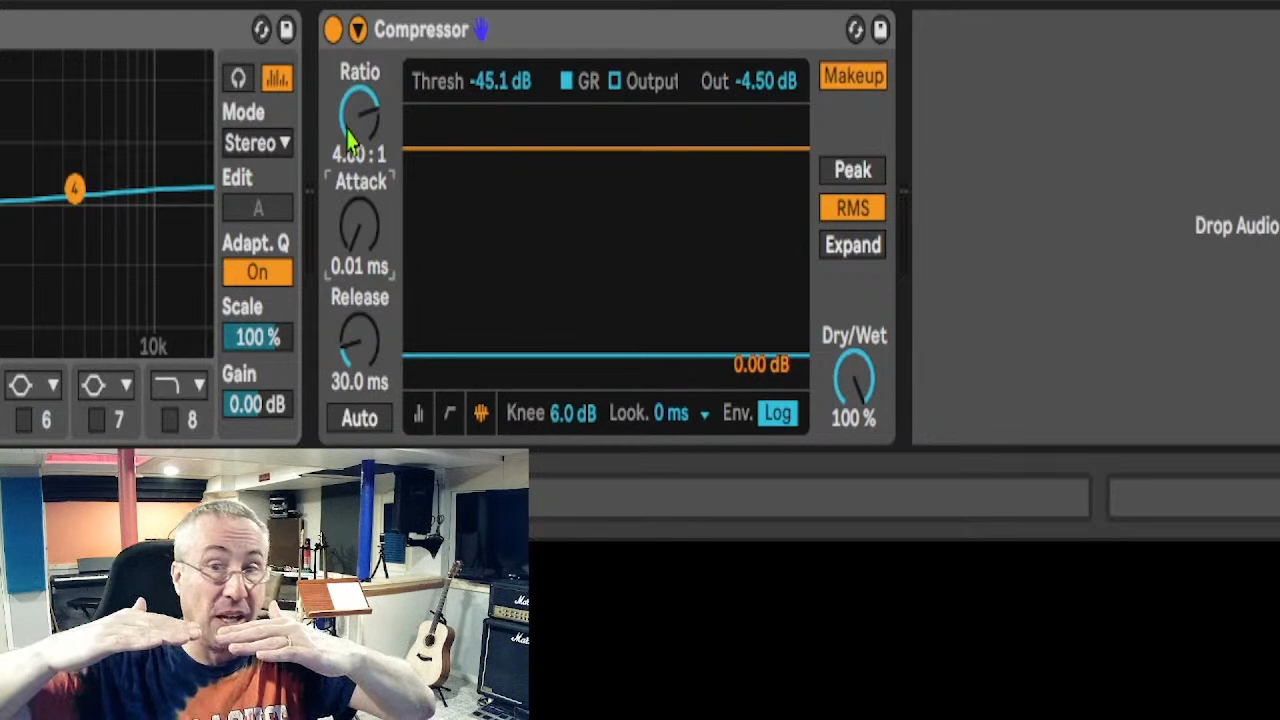 Mode
Stereo
Edit
A
Adapt. Q
On
Scale
100 %
Gain
0.00 dB
10k
6
7
8
4
Compressor
Ratio
4.00 : 1
Attack
0.01 ms
Release
30.0 ms
Auto
Thresh -45.1 dB GR Output Out -4.50 dB
0.00 dB
Knee 6.0 dB Look. 0 ms Env. Log
Makeup
Peak
RMS
Expand
Dry/Wet
100 %
Drop Audio